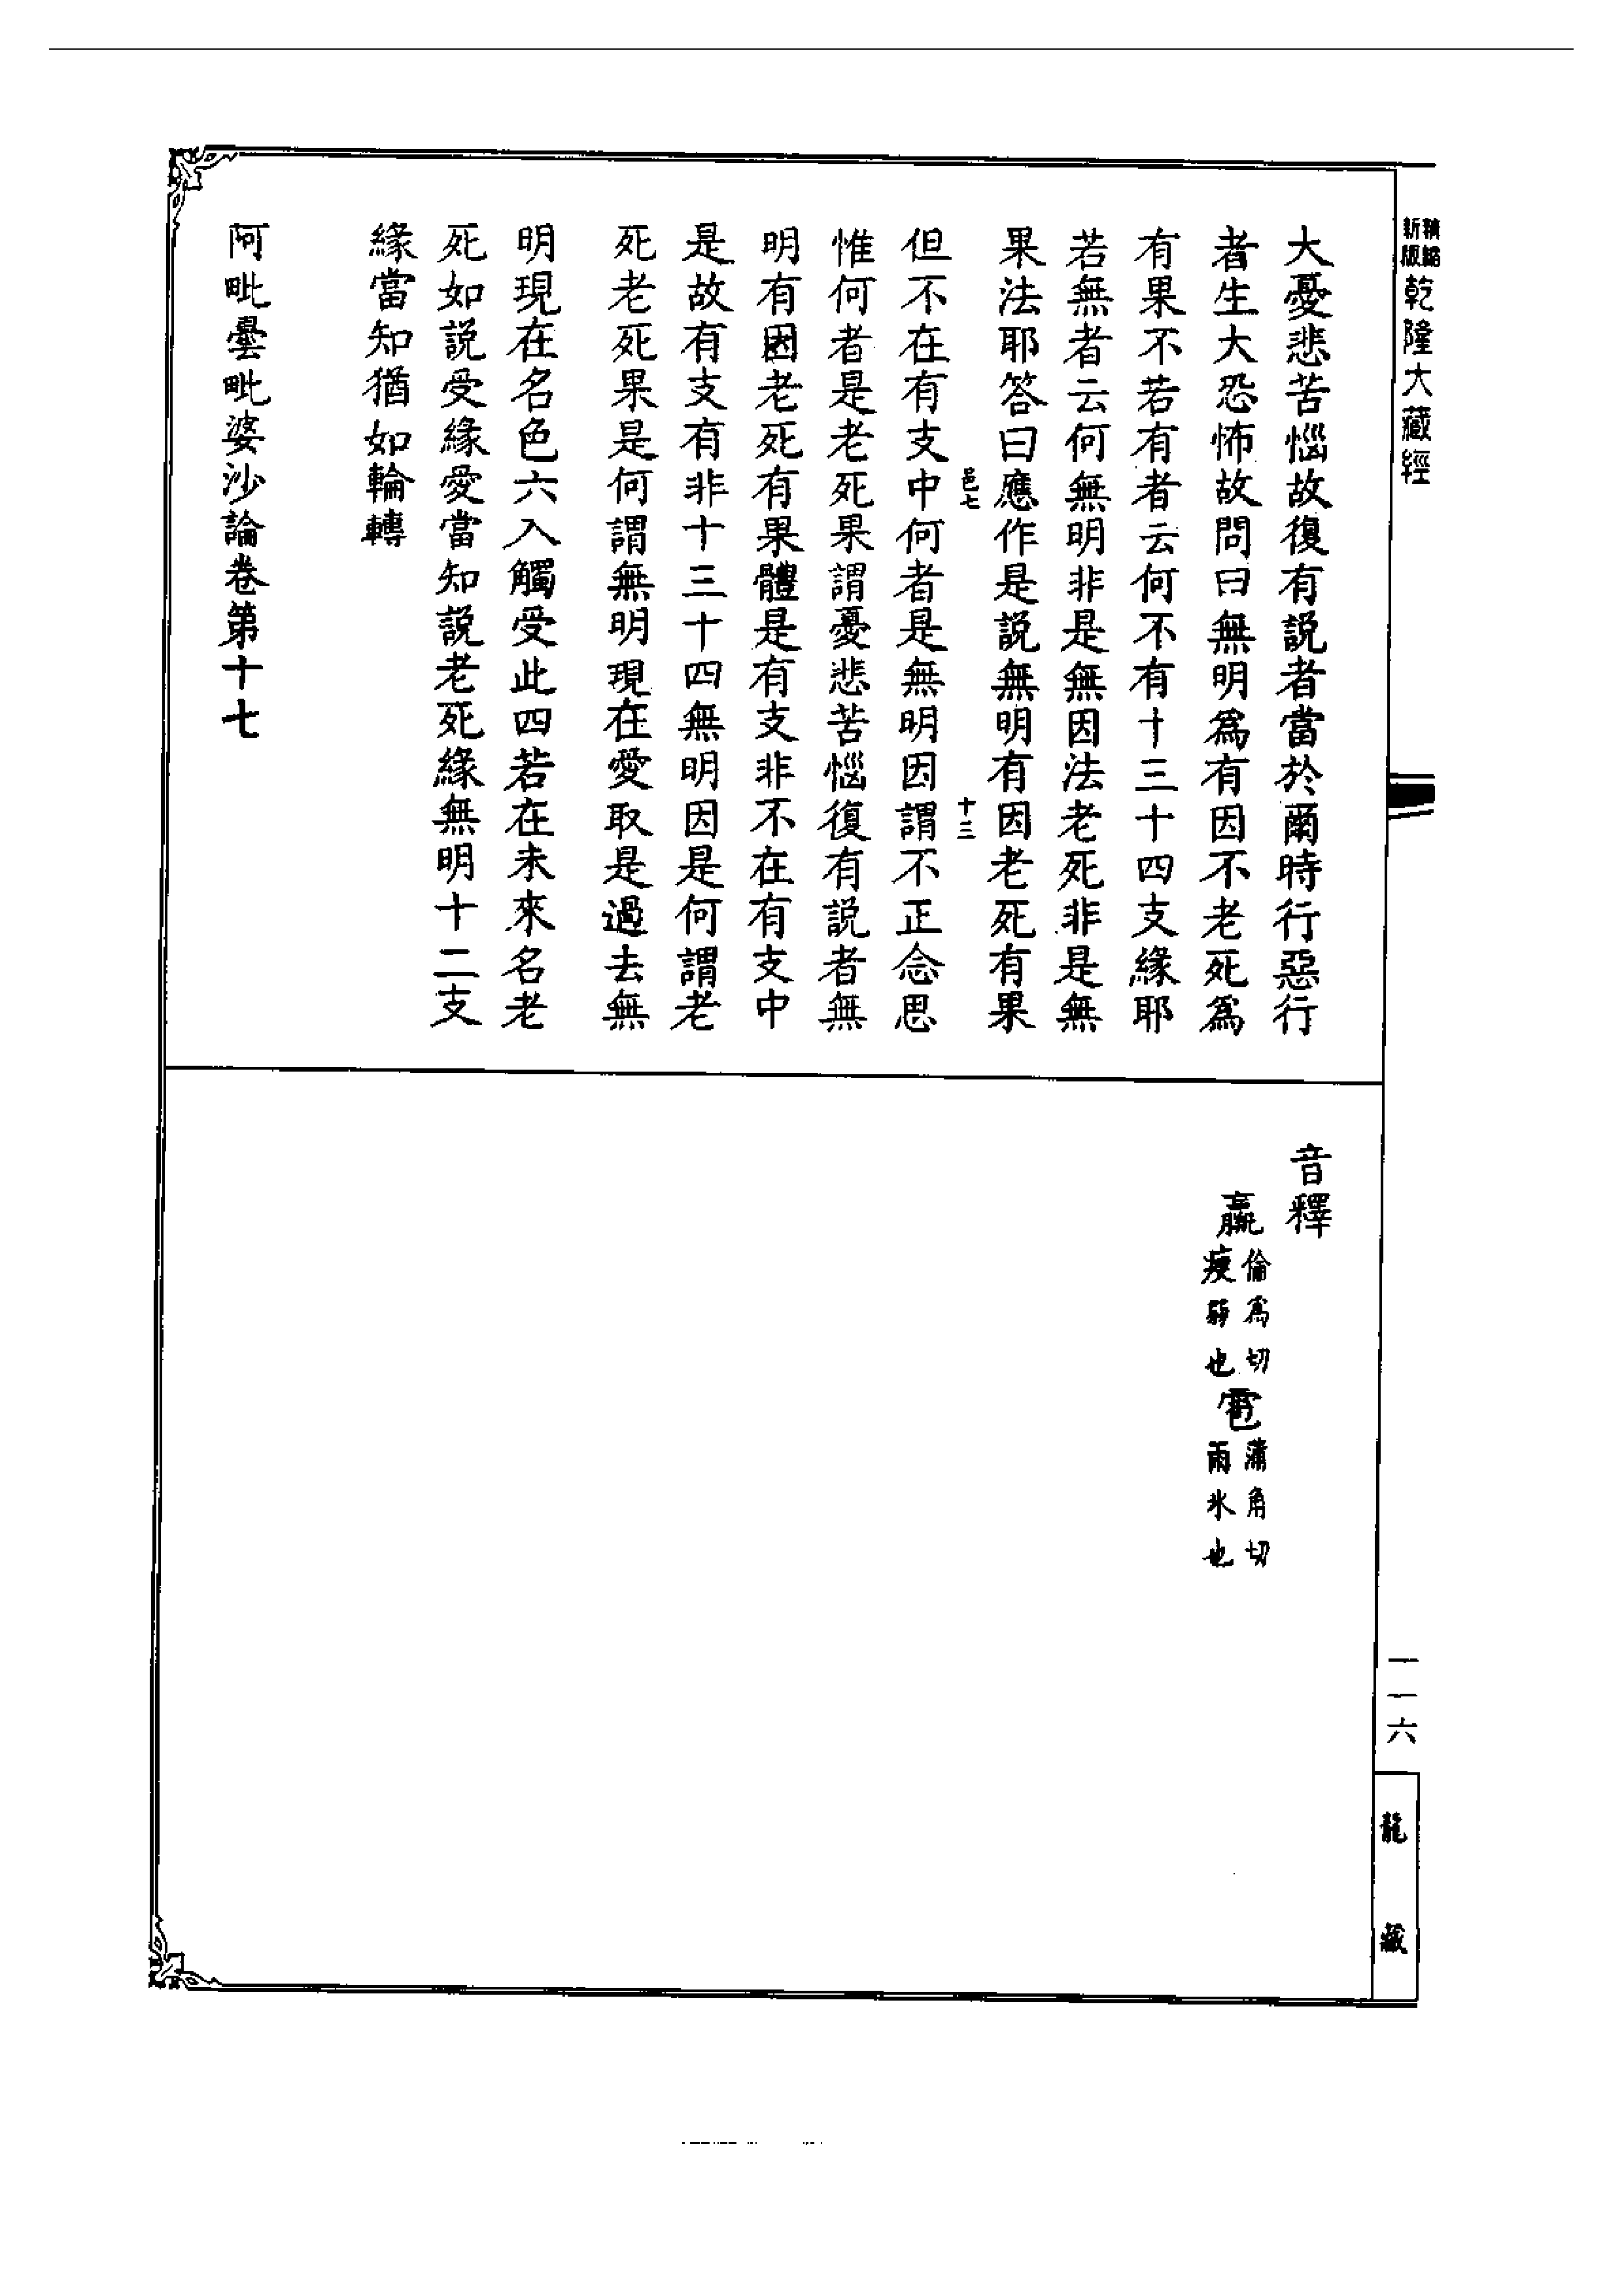 新版
精縮
乾隆大藏經
大憂悲苦惱故復有說者當於爾時行惡行
者生大恐怖故問曰無明爲有因不老死爲
有果不若有者云何不有十三十四支緣耶
若無者云何無明非是無因法老死非是無
果法耶答曰應作是說無明有因老死有果
邑七
十三
但不在有支中何者是無明因謂不正念思
惟何者是老死果謂憂悲苦惱復有說者無
明有因老死有果體是有支非不在有支中
是故有支有非十三十四無明因是何謂老
死老死果是何謂無明現在愛取是過去無
明現在名色六入觸受此四若在未來名老
死如說受緣愛當知說老死緣無明十二支
緣當知猶如輪轉
阿毗曇毗婆沙論卷第十七
音釋
羸
倫爲切
瘦弱也
雹
蒲角切
雨氷也
一一六
龍藏